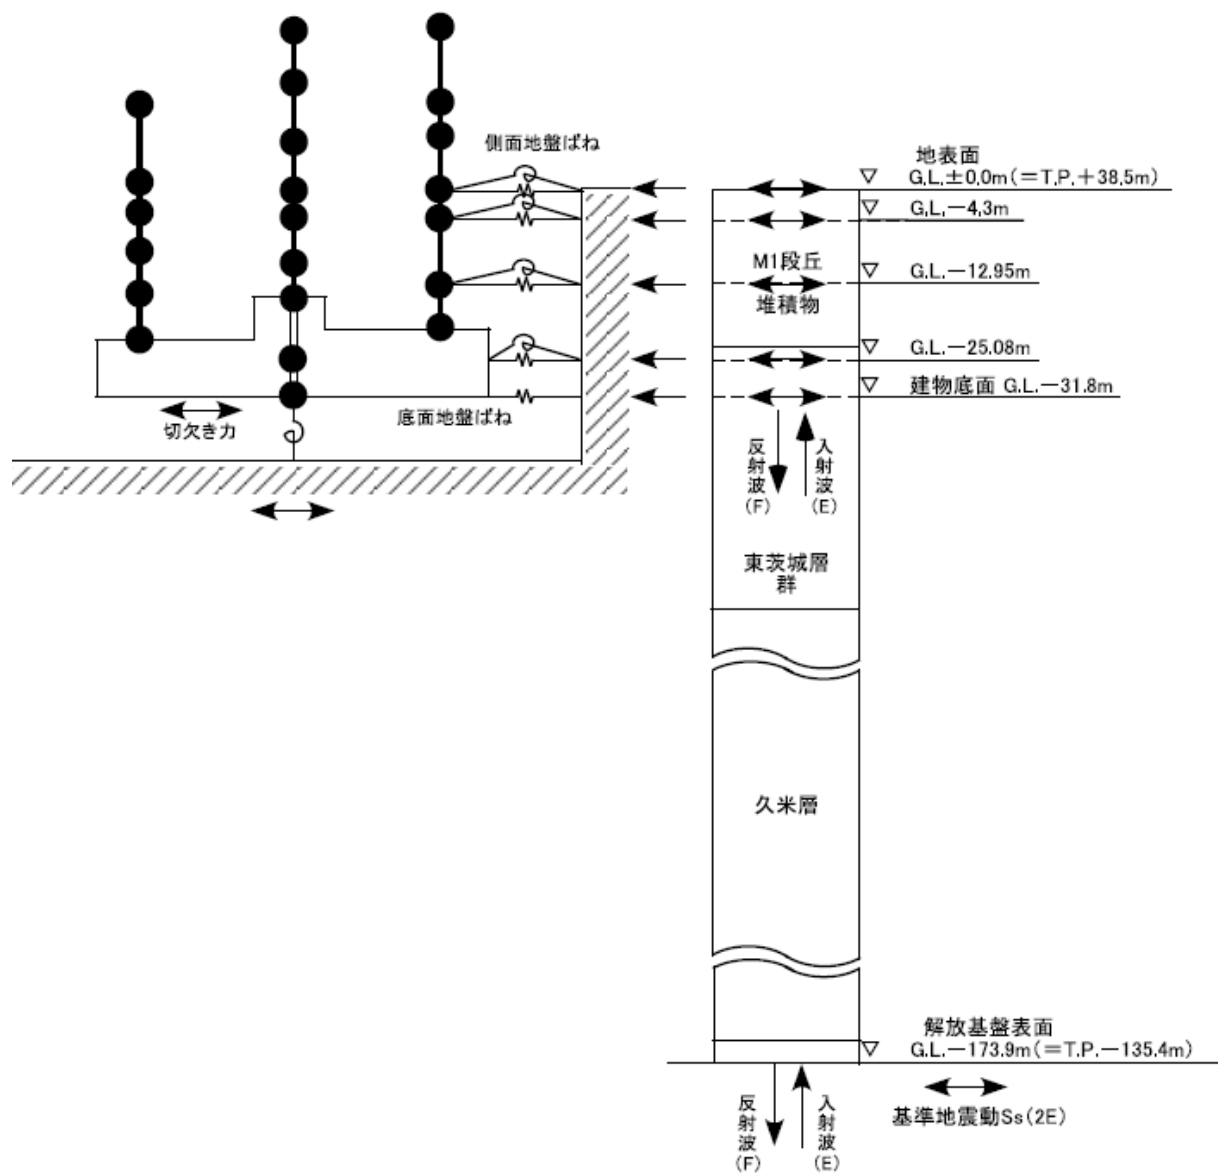 側面地盤ばね
地表面
G.L.±0.0m(=T.P.+38.5m)
G.L.-4.3m
M1段丘
堆積物
G.L.-12.95m
G.L.-25.08m
建物底面 G.L.-31.8m
切欠き力
底面地盤ばね
反射波(F)
入射波(E)
東茨城層
群
久米層
解放基盤表面
G.L.-173.9m(=T.P.-135.4m)
反射波(F)
入射波(E)
基準地震動Ss(2E)